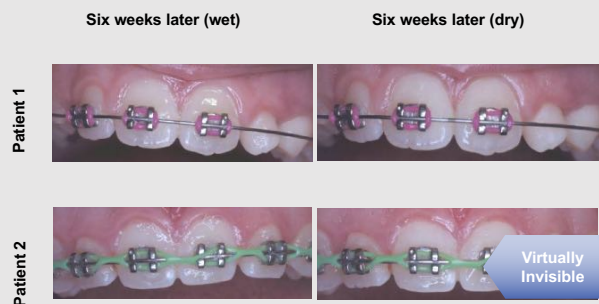 Six weeks later (wet)
Six weeks later (dry)
Patient 1
Patient 2
Virtually
Invisible